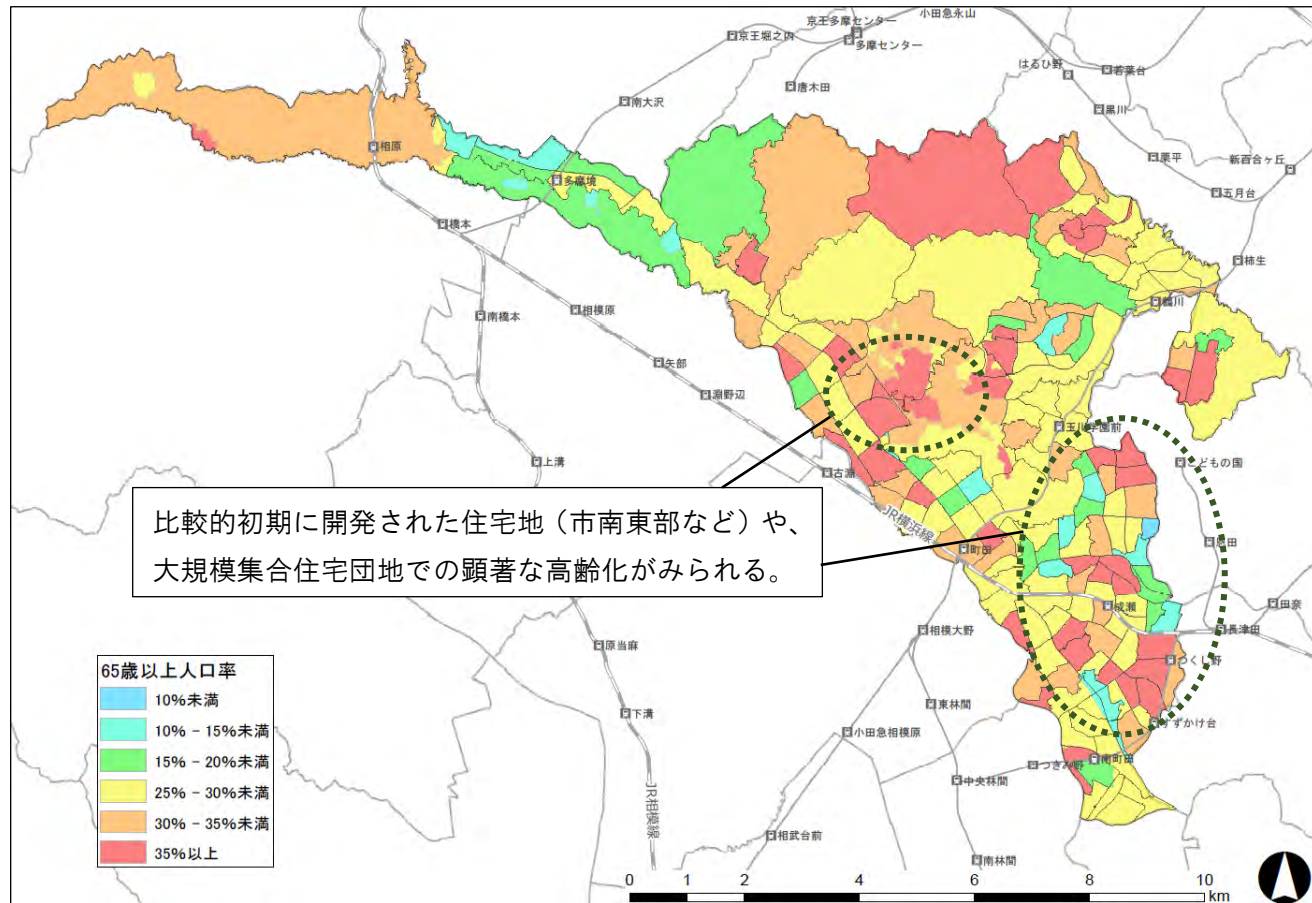 小田急永山
京王多摩センター
京王堀之内
多摩センター
はるひ野
若葉台
唐木田
南大沢
黒川
栗平
新百合ヶ丘
五月台
相原
多摩境
橋本
柿生
鶴川
相模原
南橋本
矢部
淵野辺
玉川学園前
上溝
古淵
こどもの国
比較的初期に開発された住宅地（市南東部など）や、
大規模集合住宅団地での顕著な高齢化がみられる。
JR横浜線
町田
恩田
田奈
成瀬
長津田
相模大野
原当麻
つくし野
65歳以上人口率
10%未満
10% - 15%未満
15% - 20%未満
25% - 30%未満
30% - 35%未満
35%以上
下溝
東林間
すずかけ台
小田急相模原
南町田
つきみ野
中央林間
JR相模線
相武台前
南林間
0 1 2 4 6 8 10
km